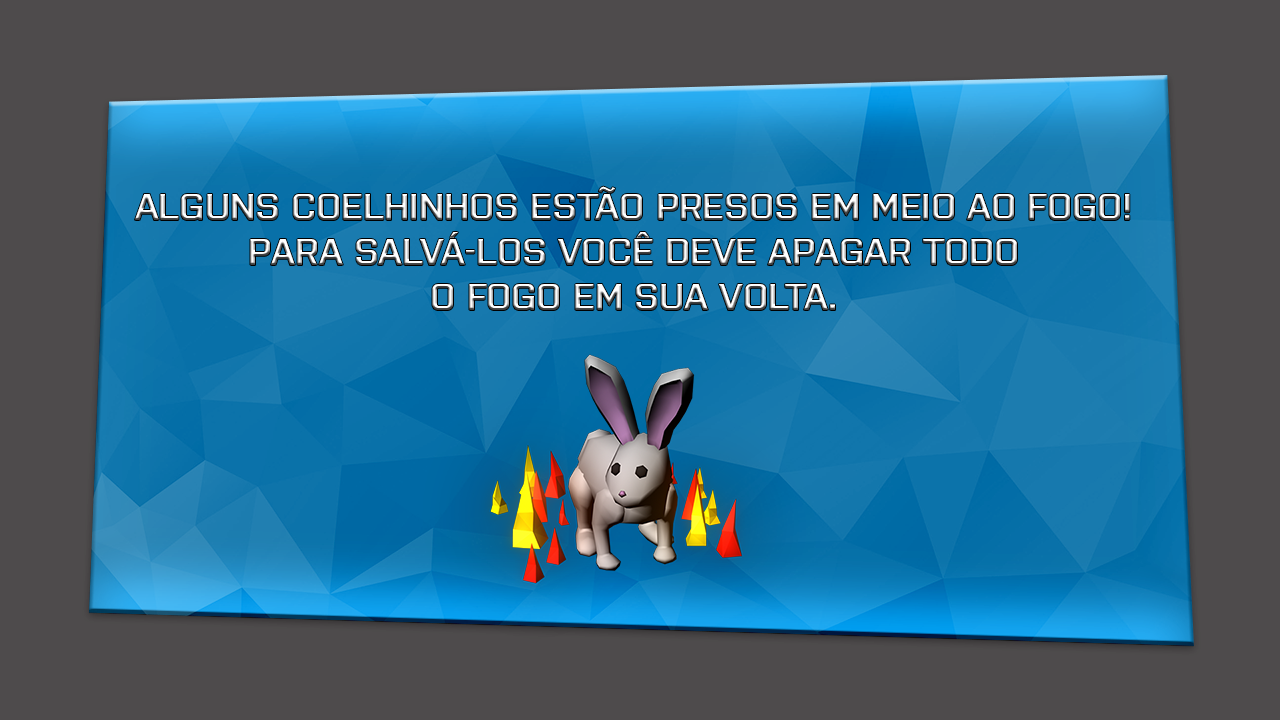 ALGUNS COELHINHOS ESTÃO PRESOS EM MEIO AO FOGO!
PARA SALVÁ-LOS VOCÊ DEVE APAGAR TODO
O FOGO EM SUA VOLTA.